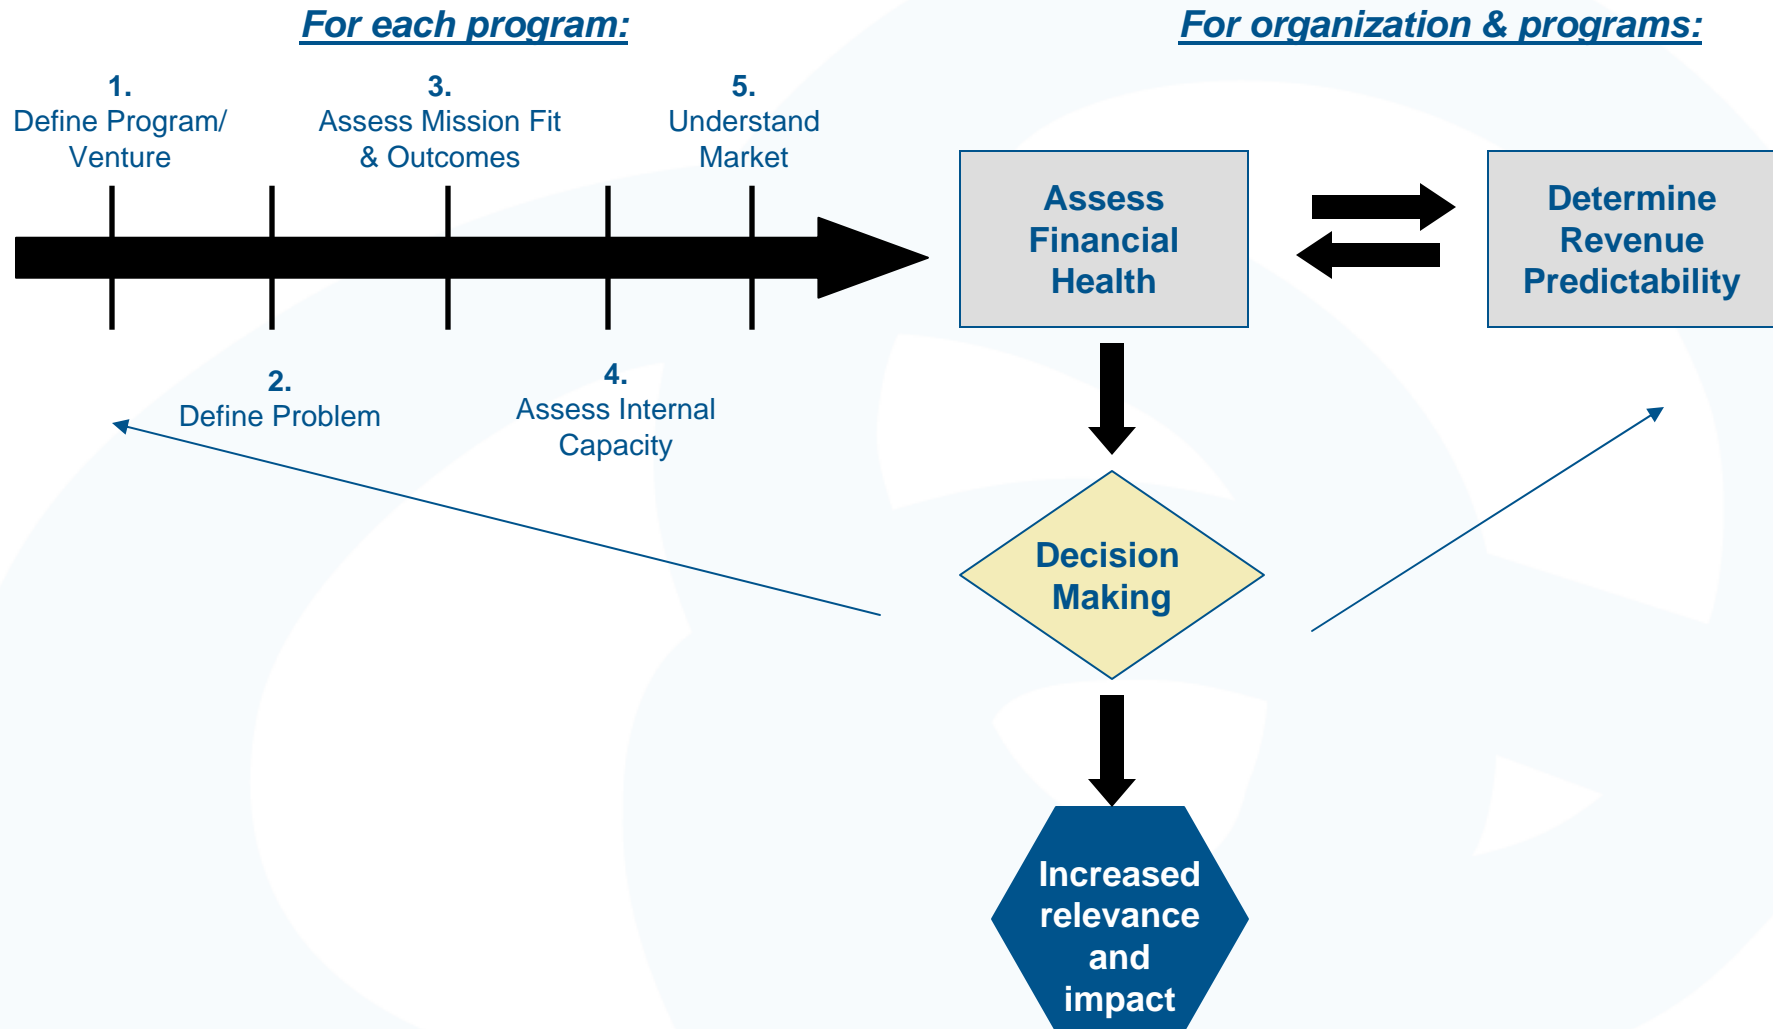 For each program:
For organization & programs:
1.
Define Program/
Venture
3.
Assess Mission Fit
& Outcomes
5.
Understand
Market
2.
Define Problem
4.
Assess Internal
Capacity
Assess
Financial
Health
Determine
Revenue
Predictability
Decision
Making
Increased
relevance
and
impact